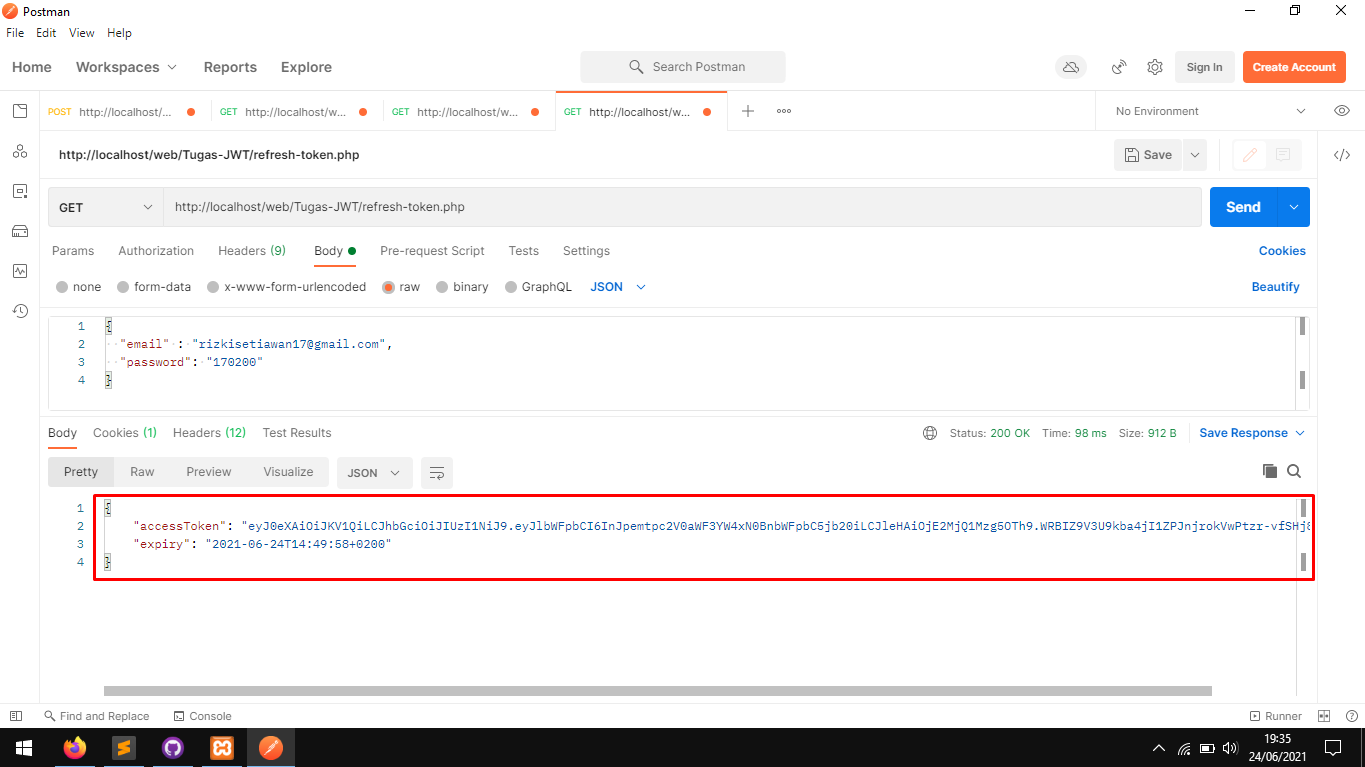 Postman
File Edit View Help
Home Workspaces Reports Explore Search Postman Sign In Create Account
POST http://localhost/... GET http://localhost/w... GET http://localhost/w... GET http://localhost/w... No Environment
http://localhost/web/Tugas-JWT/refresh-token.php Save
GET http://localhost/web/Tugas-JWT/refresh-token.php Send
Params Authorization Headers (9) Body Pre-request Script Tests Settings Cookies
none form-data x-www-form-urlencoded raw binary GraphQL JSON Beautify
1 {
2 "email" : "rizkisetiawan17@gmail.com",
3 "password": "170200"
4 }
Body Cookies (1) Headers (12) Test Results Status: 200 OK Time: 98 ms Size: 912 B Save Response
Pretty Raw Preview Visualize JSON
1 {
2 "accessToken": "eyJ0eXAiOiJKV1QiLCJhbGciOiJIUzI1NiJ9.eyJlbWFpbCI6InJpemtpc2V0aWF3YW4xN0BnbWFpbC5jb20iLCJleHAiOjE2MjQ1Mzg5OTh9.WRBIZ9V3U9kba4jI1ZPJnjrokVwPtzr-vfSHj
3 "expiry": "2021-06-24T14:49:58+0200"
4 }
Find and Replace Console Runner
19:35
24/06/2021